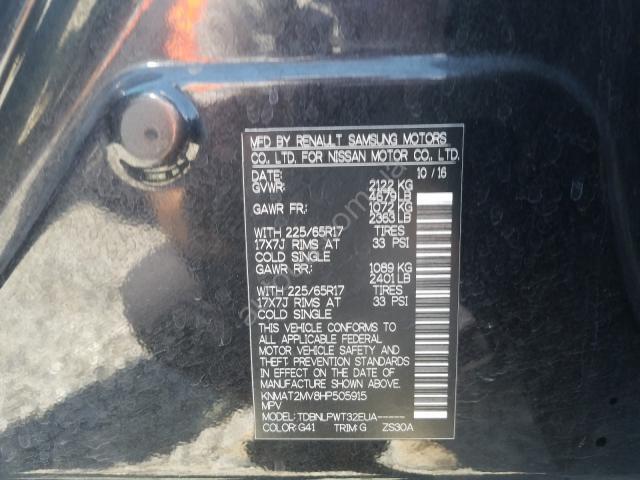 MFD BY RENAULT SAMSUNG MOTORS
CO., LTD. FOR NISSAN MOTOR CO., LTD.
DATE: 10 / 16
GVWR: 2122 KG
4679 LB
GAWR FR: 1072 KG
2363 LB
WITH 225/65R17 TIRES
17X7J RIMS AT 33 PSI
COLD SINGLE
GAWR RR: 1089 KG
2401 LB
WITH 225/65R17 TIRES
17X7J RIMS AT 33 PSI
COLD SINGLE
THIS VEHICLE CONFORMS TO
ALL APPLICABLE FEDERAL
MOTOR VEHICLE SAFETY AND
THEFT PREVENTION STANDARDS
IN EFFECT ON THE DATE OF
MANUFACTURE SHOWN ABOVE.
KNMAT2MV8HP505915
MPV
MODEL: TDBNLPWT32EUA-----
COLOR: G41 TRIM: G ZS30A